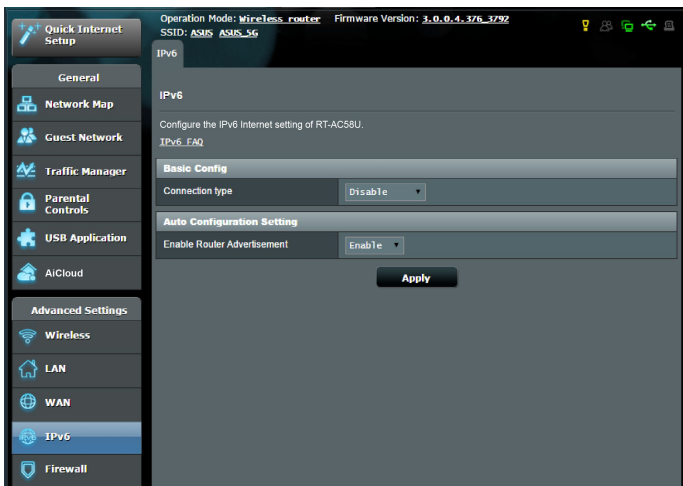 Quick Internet
Setup
Operation Mode: Wireless router Firmware Version: 3.0.0.4.376_3792
SSID: ASUS ASUS_5G
IPv6
General
Network Map
Guest Network
Traffic Manager
Parental
Controls
USB Application
AiCloud
Advanced Settings
Wireless
LAN
WAN
IPv6
Firewall
IPv6
Configure the IPv6 Internet setting of RT-AC58U.
IPv6 FAQ
Basic Config
Connection type Disable
Auto Configuration Setting
Enable Router Advertisement Enable
Apply